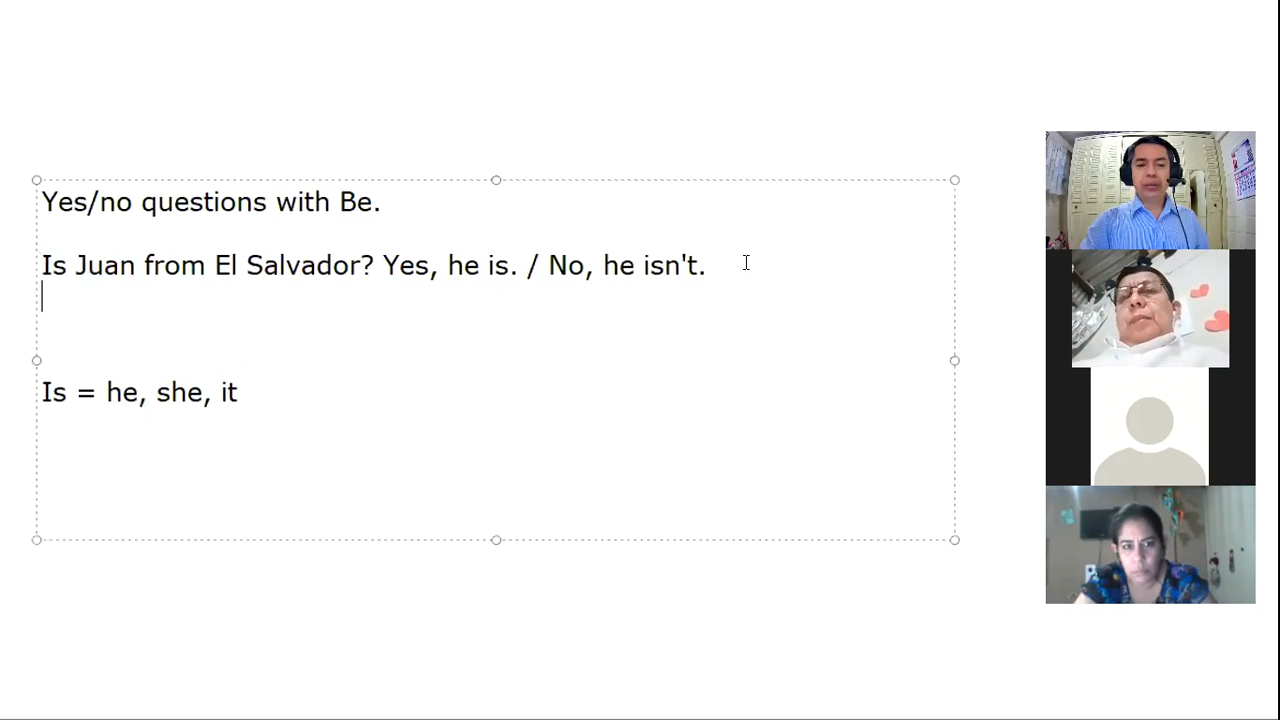 Yes/no questions with Be.
Is Juan from El Salvador? Yes, he is. / No, he isn't.
Is = he, she, it